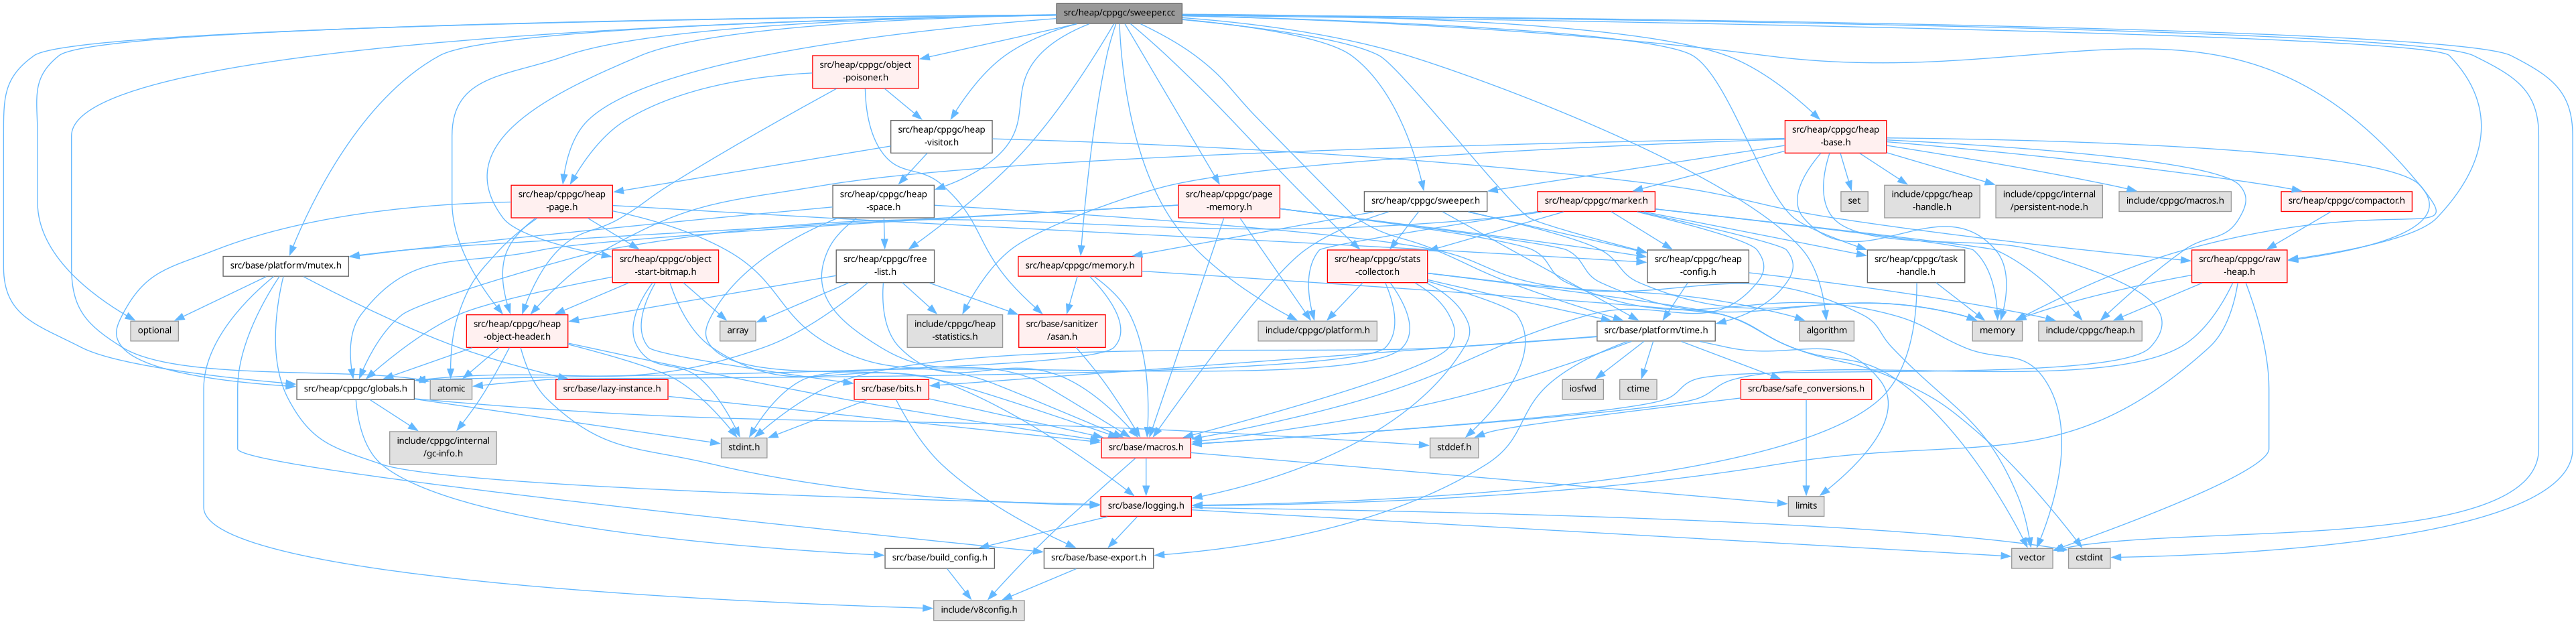 src/heap/cppgc/sweeper.cc
src/heap/cppgc/object
-poisoner.h
src/heap/cppgc/heap
-visitor.h
src/heap/cppgc/heap
-base.h
src/heap/cppgc/heap
-page.h
src/heap/cppgc/heap
-space.h
src/heap/cppgc/page
-memory.h
src/heap/cppgc/sweeper.h
src/heap/cppgc/marker.h
set
include/cppgc/heap
-handle.h
include/cppgc/internal
/persistent-node.h
include/cppgc/macros.h
src/heap/cppgc/compactor.h
src/base/platform/mutex.h
src/heap/cppgc/object
-start-bitmap.h
src/heap/cppgc/free
-list.h
src/heap/cppgc/memory.h
src/heap/cppgc/stats
-collector.h
src/heap/cppgc/heap
-config.h
src/heap/cppgc/task
-handle.h
src/heap/cppgc/raw
-heap.h
optional
src/heap/cppgc/heap
-object-header.h
array
include/cppgc/heap
-statistics.h
src/base/sanitizer
/asan.h
include/cppgc/platform.h
src/base/platform/time.h
algorithm
memory
include/cppgc/heap.h
src/heap/cppgc/globals.h
atomic
src/base/lazy-instance.h
src/base/bits.h
iosfwd
ctime
src/base/safe_conversions.h
include/cppgc/internal
/gc-info.h
stdint.h
src/base/macros.h
stddef.h
src/base/logging.h
limits
src/base/build_config.h
src/base/base-export.h
vector
cstdint
include/v8config.h